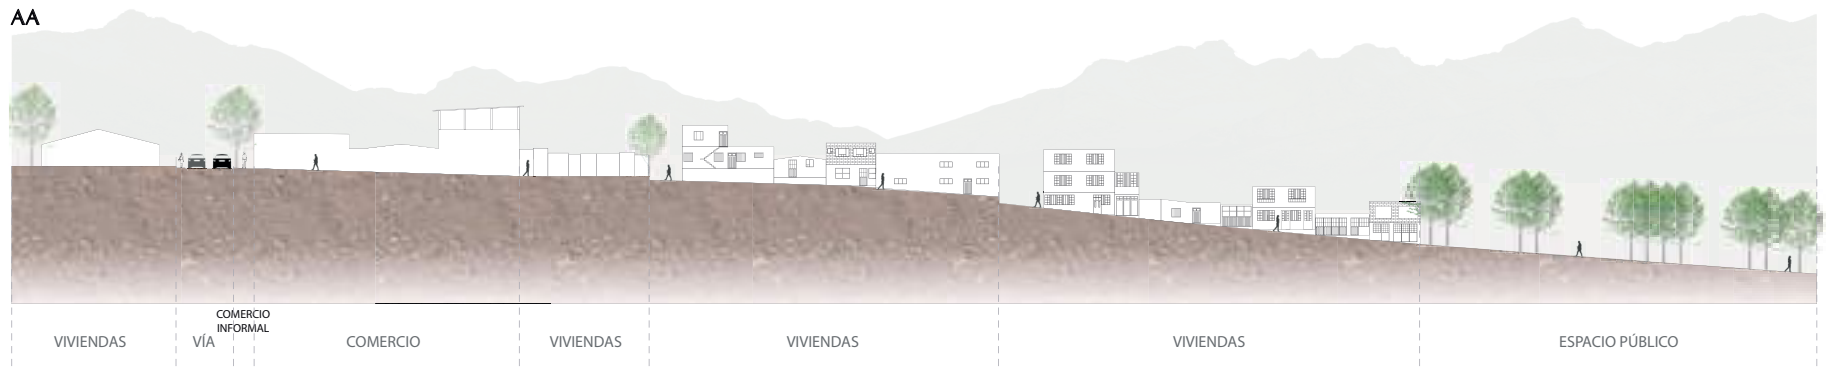 AA
COMERCIO
INFORMAL
VIVIENDAS
VÍA
COMERCIO
VIVIENDAS
VIVIENDAS
VIVIENDAS
ESPACIO PÚBLICO